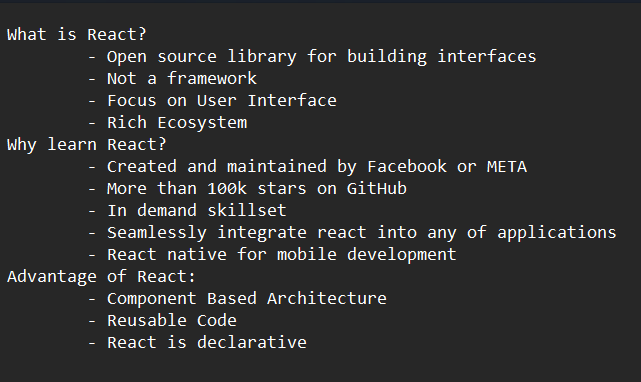 What is React?
- Open source library for building interfaces
- Not a framework
- Focus on User Interface
- Rich Ecosystem
Why learn React?
- Created and maintained by Facebook or META
- More than 100k stars on GitHub
- In demand skillset
- Seamlessly integrate react into any of applications
- React native for mobile development
Advantage of React:
- Component Based Architecture
- Reusable Code
- React is declarative